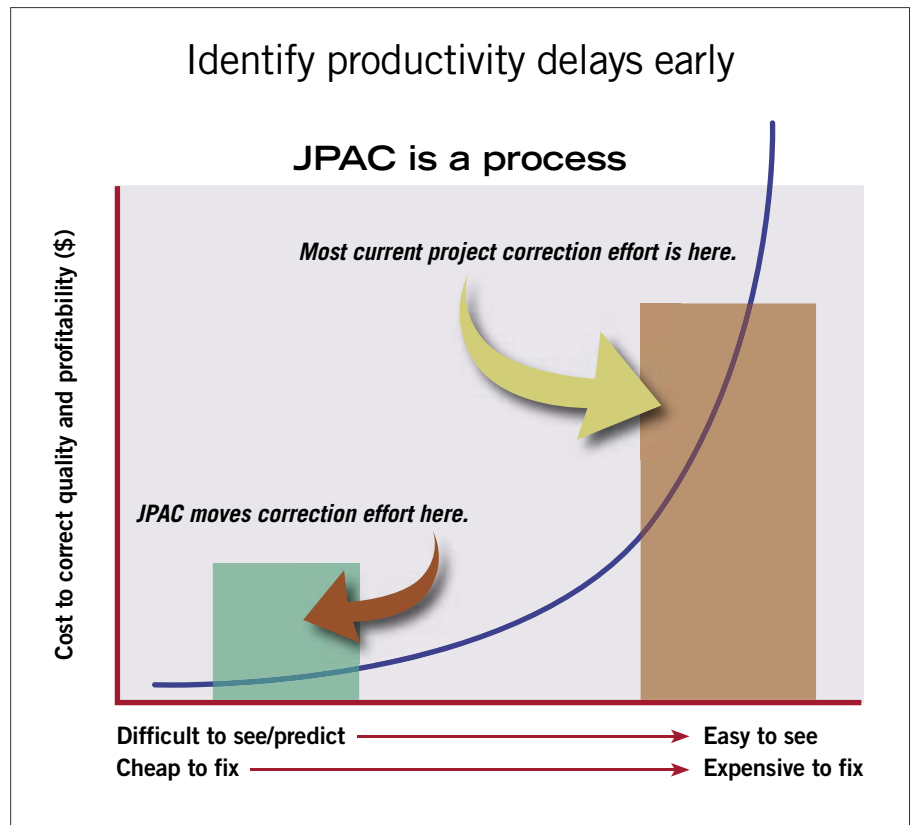 Identify productivity delays early
JPAC is a process
Most current project correction effort is here.
JPAC moves correction effort here.
Cost to correct quality and profitability ($)
Difficult to see/predict Easy to see
Cheap to fix Expensive to fix